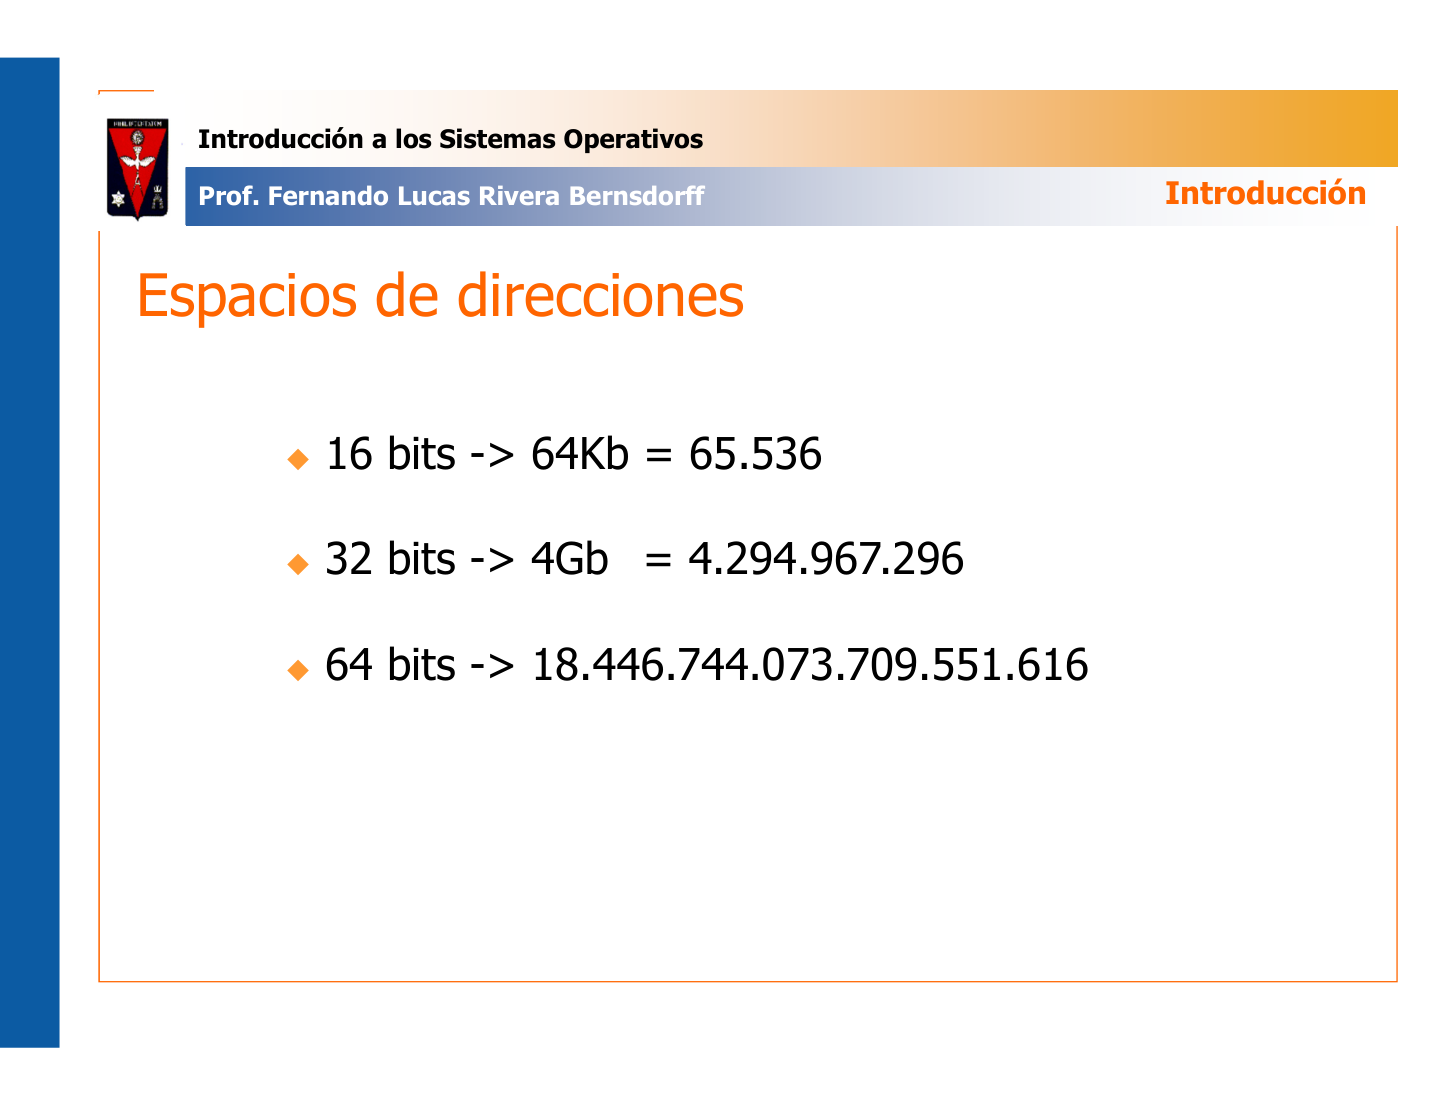 Introducción a los Sistemas Operativos
Prof. Fernando Lucas Rivera Bernsdorff
Introducción
Espacios de direcciones
16 bits -> 64Kb = 65.536
32 bits -> 4Gb = 4.294.967.296
64 bits -> 18.446.744.073.709.551.616